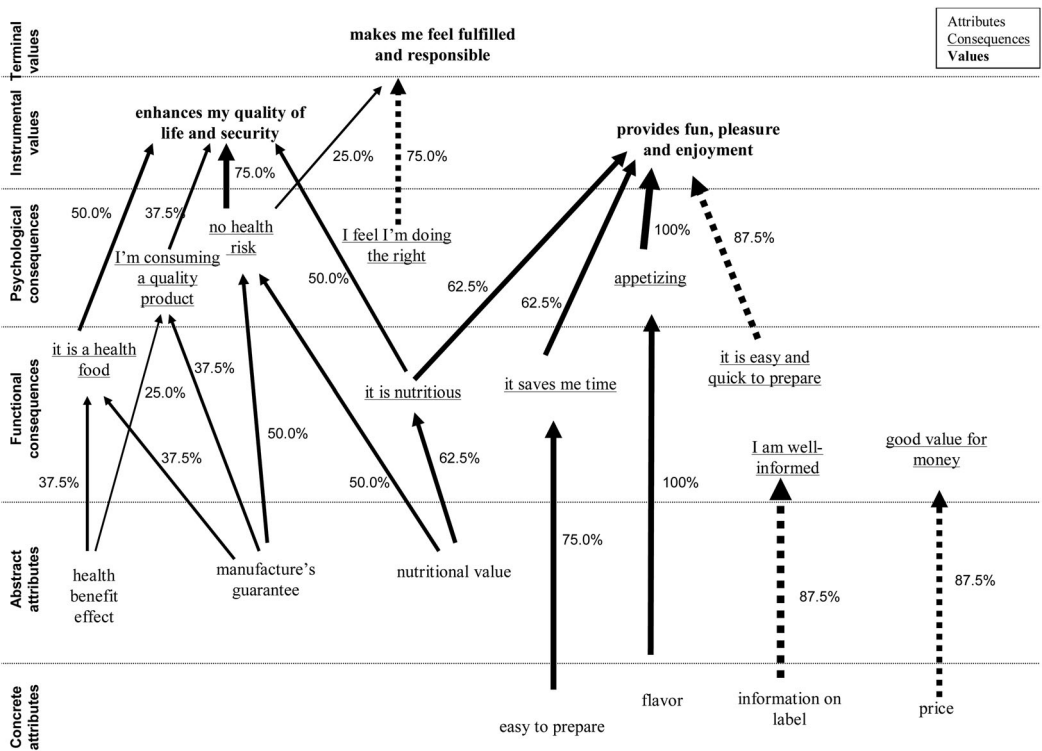 Terminal
values
makes me feel fulfilled
and responsible
Attributes
Consequences
Values
Instrumental
values
enhances my quality of
life and security
provides fun, pleasure
and enjoyment
75.0%
25.0%
75.0%
Psychological
consequences
50.0%
37.5%
no health
risk
I feel I'm doing
the right
100%
87.5%
I'm consuming
a quality
product
50.0%
62.5%
62.5%
appetizing
Functional
consequences
it is a health
food
25.0%
37.5%
it is nutritious
it saves me time
it is easy and
quick to prepare
50.0%
37.5%
37.5%
50.0%
62.5%
100%
I am well-
informed
good value for
money
Abstract
attributes
health
benefit
effect
manufacture's
guarantee
nutritional value
75.0%
87.5%
87.5%
Concrete
attributes
easy to prepare
flavor
information on
label
price